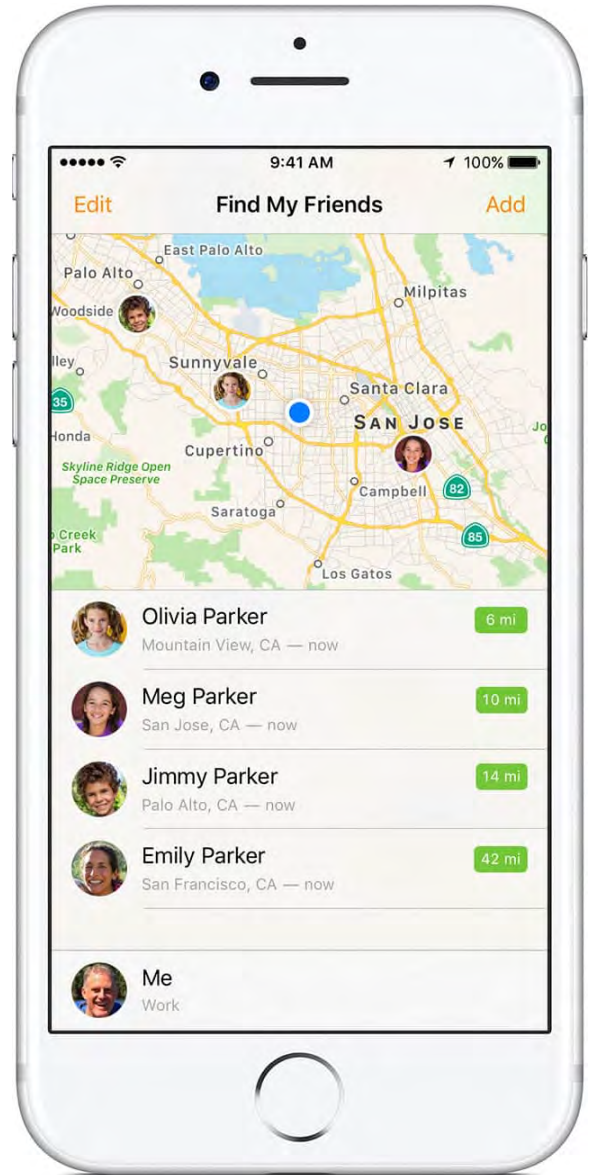 9:41 AM
100%
Edit
Find My Friends
Add
East Palo Alto
Palo Alto
Milpitas
Woodside
Sunnyvale
lley
Santa Clara
35
SAN JOSE
Honda
Cupertino
Jo
Skyline Ridge Open
Space Preserve
Campbell
82
Saratoga
Creek
Park
85
Los Gatos
Olivia Parker
6 mi
Mountain View, CA — now
Meg Parker
10 mi
San Jose, CA — now
Jimmy Parker
14 mi
Palo Alto, CA — now
Emily Parker
42 mi
San Francisco, CA — now
Me
Work